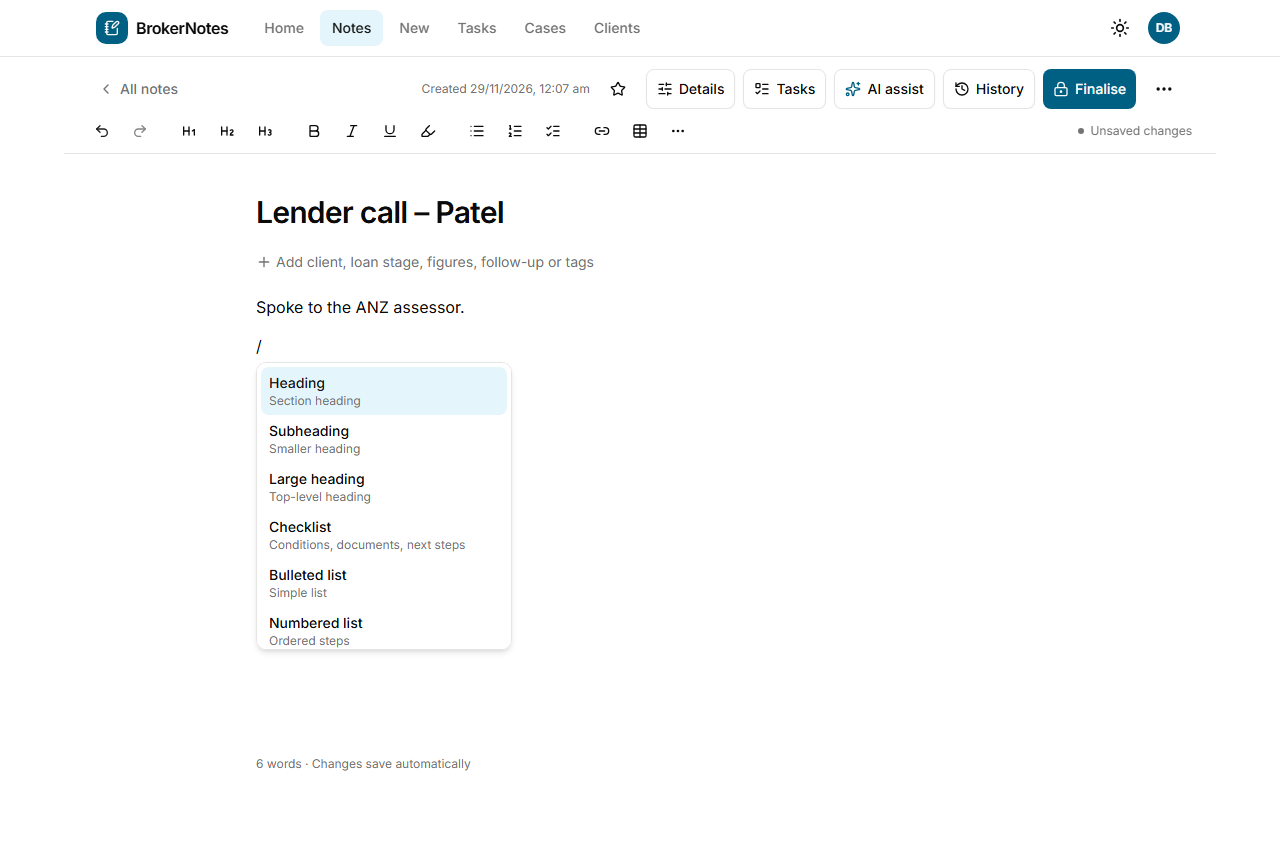 BrokerNotes Home Notes New Tasks Cases Clients DB
All notes Created 29/11/2026, 12:07 am Details Tasks AI assist History Finalise
H1 H2 H3 B I U Unsaved changes
Lender call – Patel
Add client, loan stage, figures, follow-up or tags
Spoke to the ANZ assessor.
/
Heading
Section heading
Subheading
Smaller heading
Large heading
Top-level heading
Checklist
Conditions, documents, next steps
Bulleted list
Simple list
Numbered list
Ordered steps
6 words · Changes save automatically